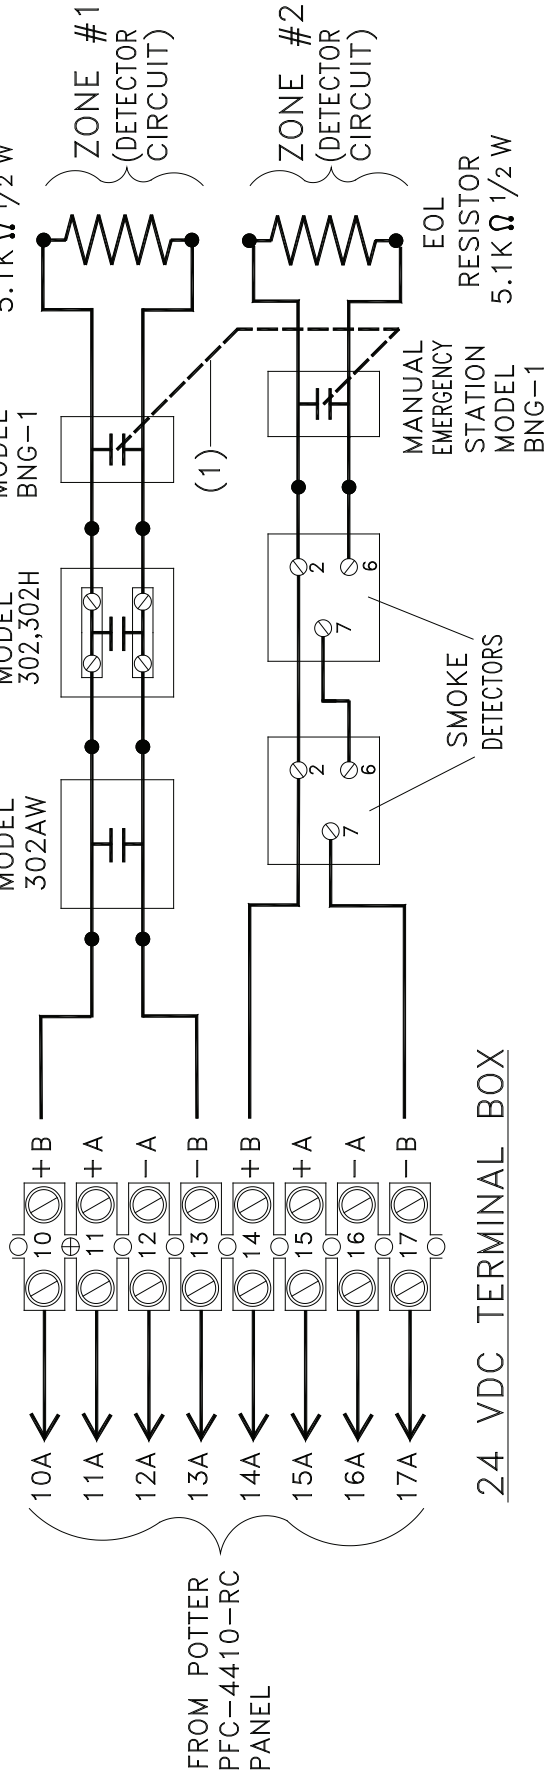 5.1K Ω 1/2 W
MODEL
BNG-1
MODEL
302,302H
MODEL
302AW
ZONE #1
(DETECTOR
CIRCUIT)
ZONE #2
(DETECTOR
CIRCUIT)
EOL
RESISTOR
5.1K Ω 1/2 W
(1)
MANUAL
EMERGENCY
STATION
MODEL
BNG-1
2
6
7
2
6
7
SMOKE
DETECTORS
+B
+A
-A
-B
+B
+A
-A
-B
10
11
12
13
14
15
16
17
10A
11A
12A
13A
14A
15A
16A
17A
FROM POTTER
PFC-4410-RC
PANEL
24 VDC TERMINAL BOX